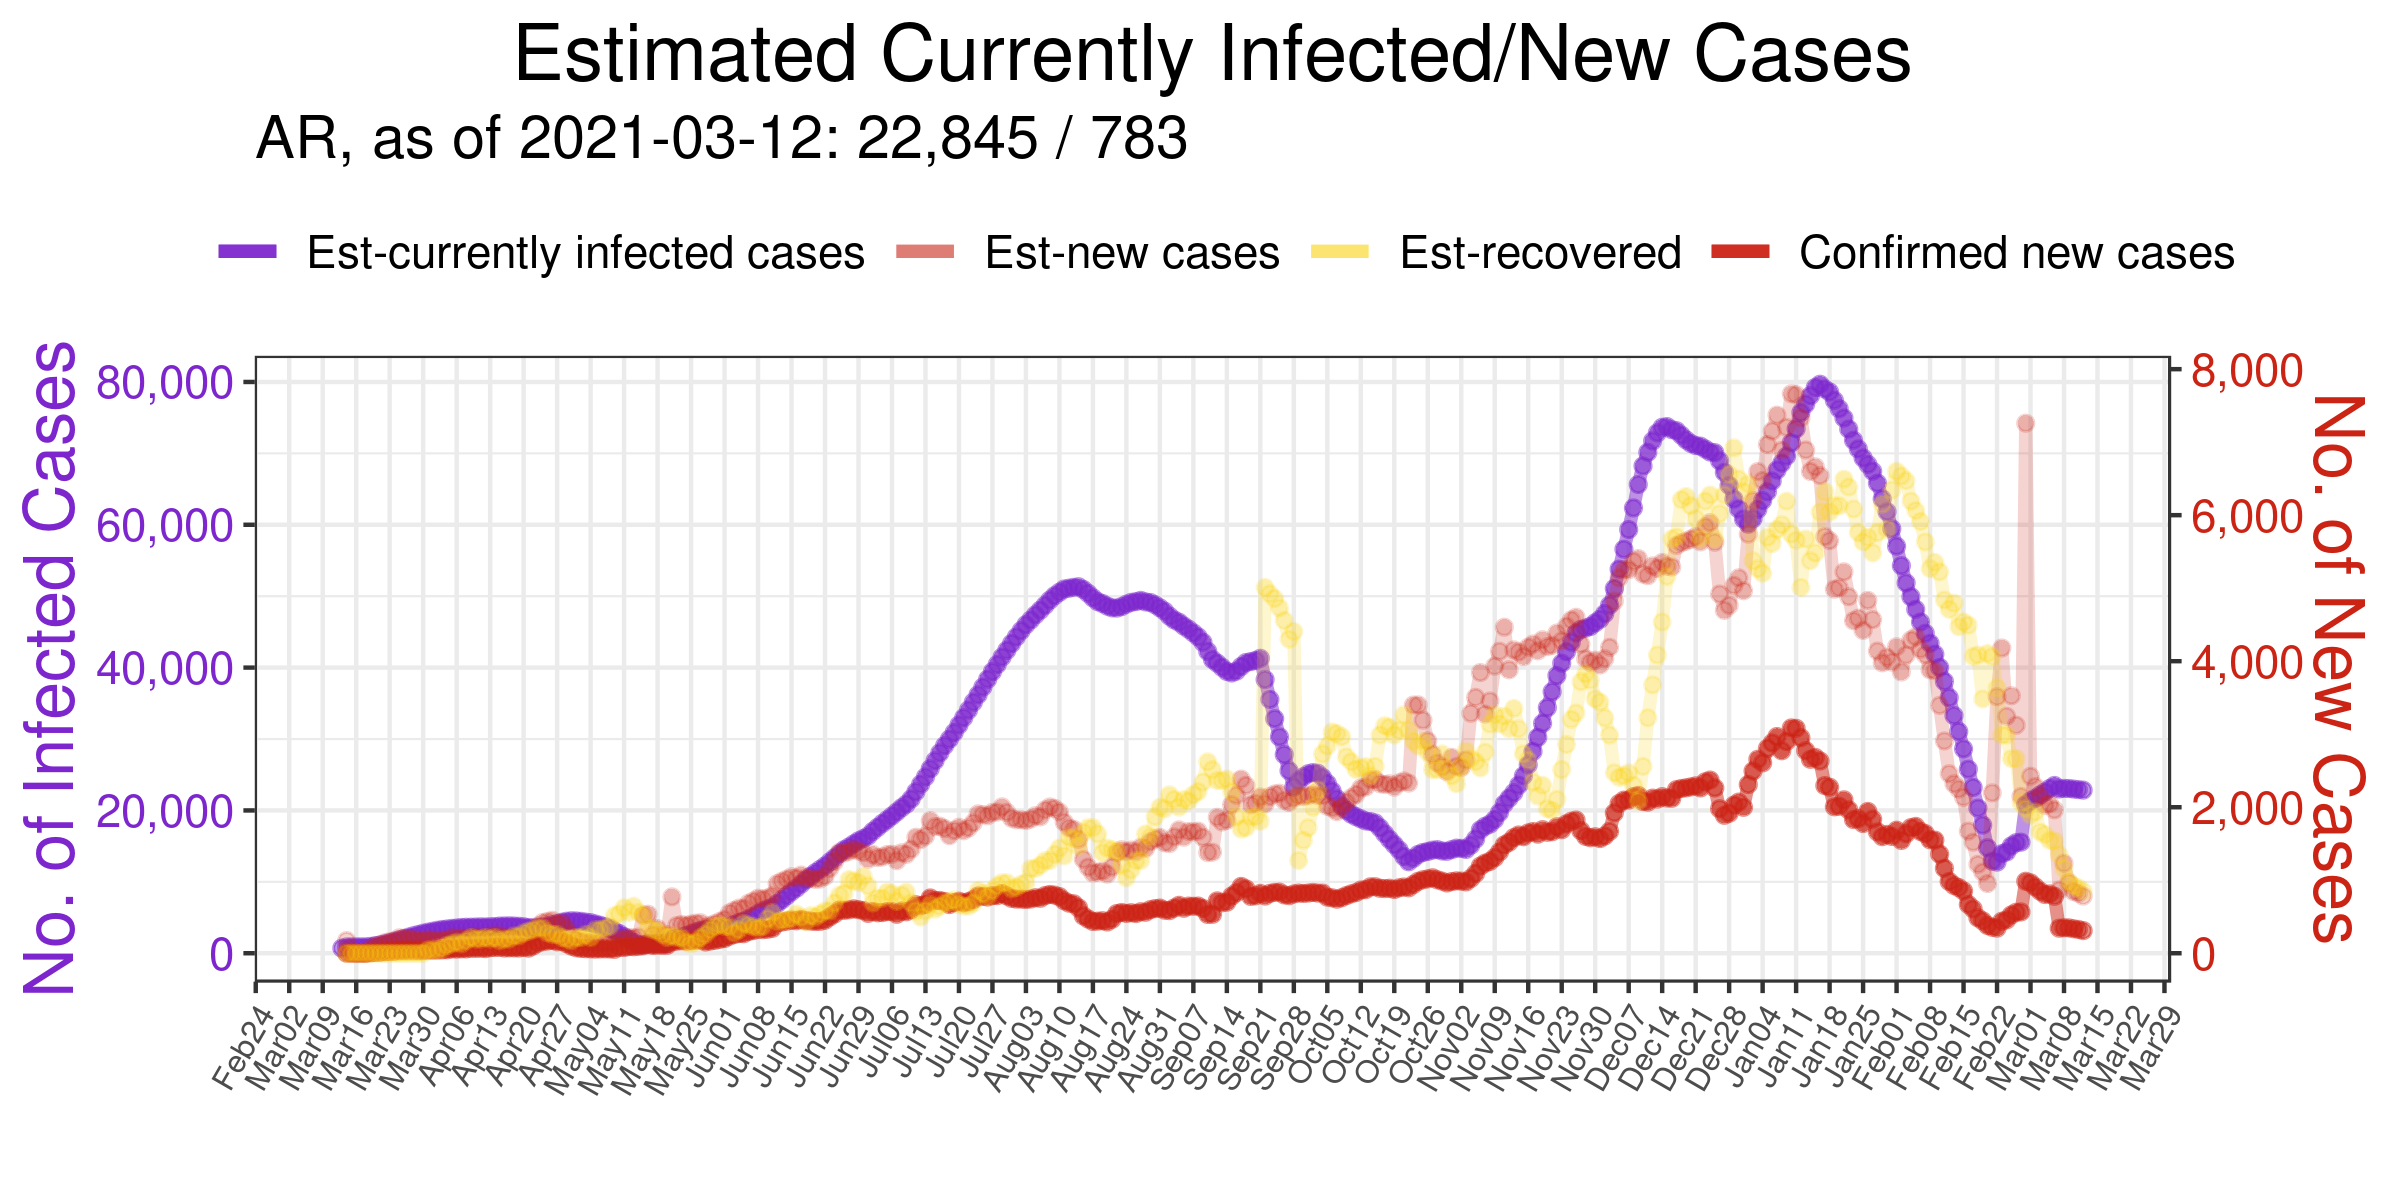 Estimated Currently Infected/New Cases
AR, as of 2021-03-12: 22,845 / 783
Est-currently infected cases Est-new cases Est-recovered Confirmed new cases
No. of Infected Cases
80,000
60,000
40,000
20,000
0
8,000
6,000
4,000
2,000
0
No. of New Cases
Feb24 Mar02 Mar09 Mar16 Mar23 Mar30 Apr06 Apr13 Apr20 Apr27 May04 May11 May18 May25 Jun01 Jun08 Jun15 Jun22 Jun29 Jul06 Jul13 Jul20 Jul27 Aug03 Aug10 Aug17 Aug24 Aug31 Sep07 Sep14 Sep21 Sep28 Oct05 Oct12 Oct19 Oct26 Nov02 Nov09 Nov16 Nov23 Nov30 Dec07 Dec14 Dec21 Dec28 Jan04 Jan11 Jan18 Jan25 Feb01 Feb08 Feb15 Feb22 Mar01 Mar08 Mar15 Mar22 Mar29